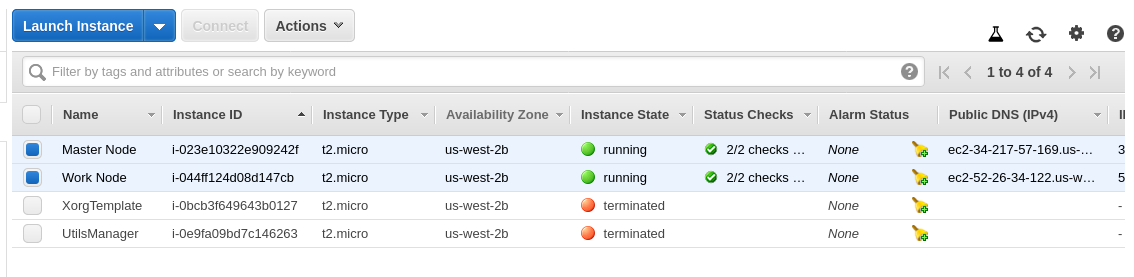 Launch Instance Connect Actions
Filter by tags and attributes or search by keyword 1 to 4 of 4
Name Instance ID Instance Type Availability Zone Instance State Status Checks Alarm Status Public DNS (IPv4)
Master Node i-023e10322e909242f t2.micro us-west-2b running 2/2 checks ... None ec2-34-217-57-169.us-... 3
Work Node i-044ff124d08d147cb t2.micro us-west-2b running 2/2 checks ... None ec2-52-26-34-122.us-w... 5
XorgTemplate i-0bcb3f649643b0127 t2.micro us-west-2b terminated None -
UtilsManager i-0e9fa09bd7c146263 t2.micro us-west-2b terminated None -